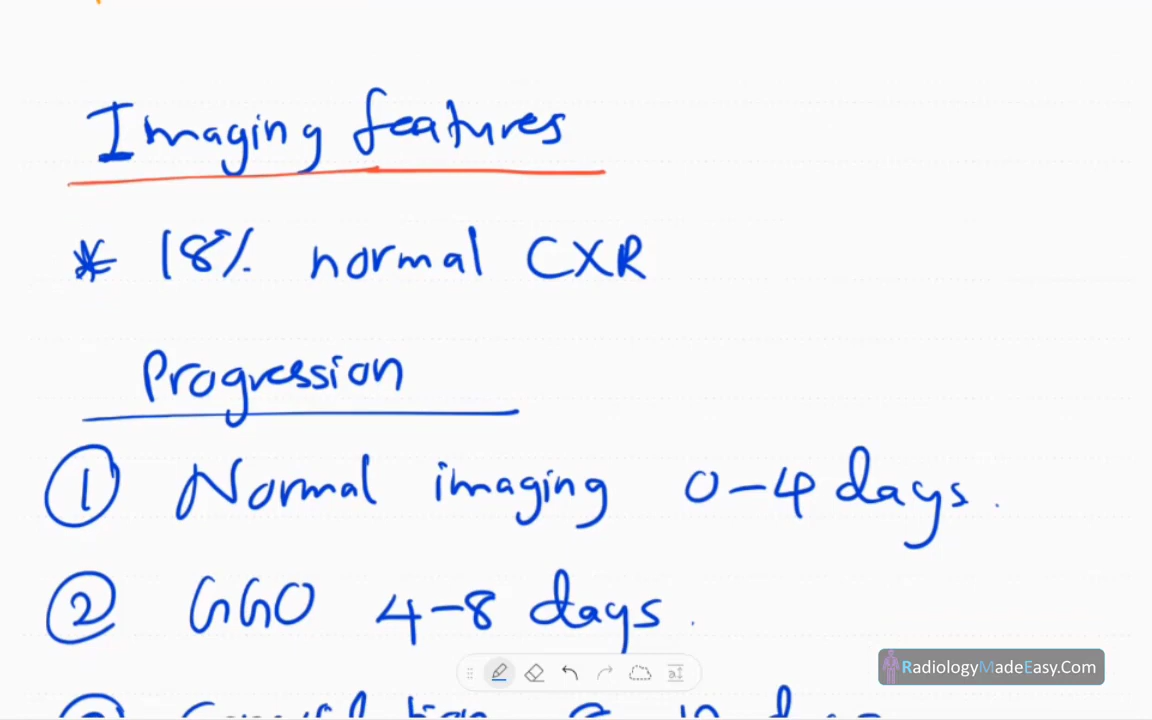 Imaging features
* 18% normal CXR
Progression
1 Normal imaging 0-4 days.
2 GGO 4-8 days.
RadiologyMadeEasy.Com